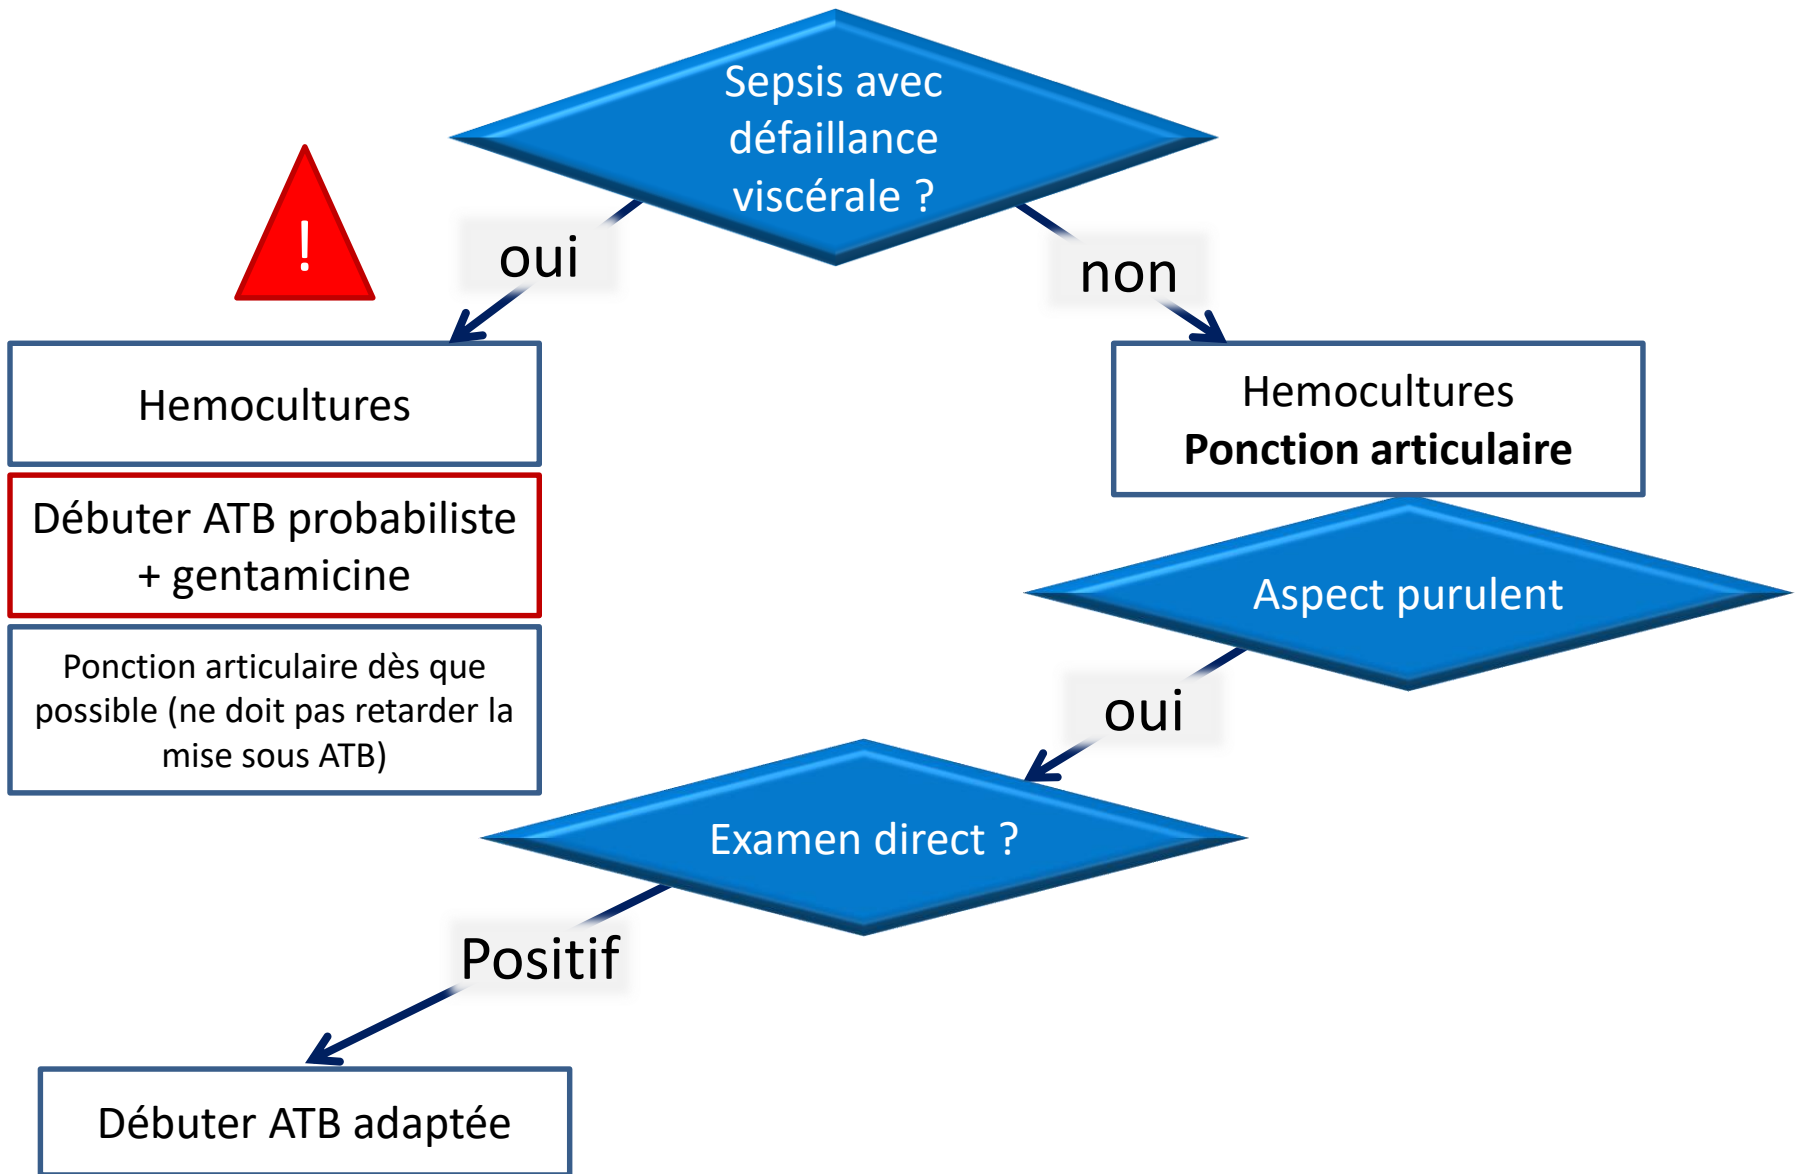 Sepsis avec
défaillance
viscérale ?
!
oui
non
Hemocultures
Débuter ATB probabiliste
+ gentamicine
Ponction articulaire dès que
possible (ne doit pas retarder la
mise sous ATB)
Hemocultures
Ponction articulaire
Aspect purulent
oui
Examen direct ?
Positif
Débuter ATB adaptée